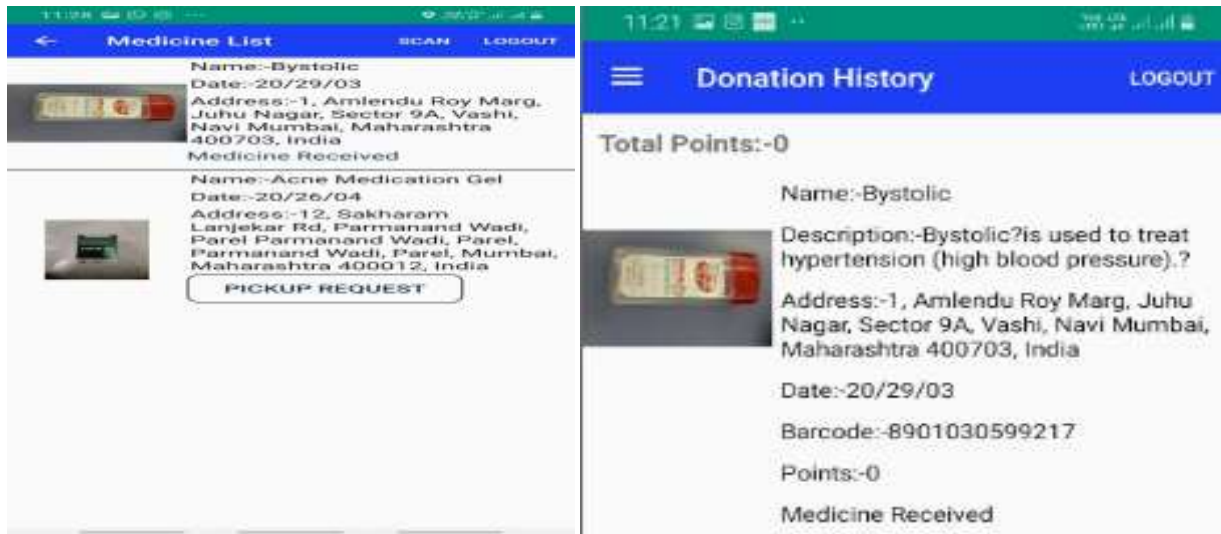 11:28
Medicine List SCAN LOGOUT
Name:-Bystolic
Date:-20/29/03
Address:-1, Amlendu Roy Marg,
Juhu Nagar, Sector 9A, Vashi,
Navi Mumbai, Maharashtra
400703, India
Medicine Received
Name:-Acne Medication Gel
Date:-20/26/04
Address:-12, Sakharam
Lanjekar Rd, Parmanand Wadi,
Parel Parmanand Wadi, Parel,
Parmanand Wadi, Parel, Mumbai,
Maharashtra 400012, India
PICKUP REQUEST
11:21
Donation History LOGOUT
Total Points:-0
Name:-Bystolic
Description:-Bystolic?is used to treat
hypertension (high blood pressure).?
Address:-1, Amlendu Roy Marg, Juhu
Nagar, Sector 9A, Vashi, Navi Mumbai,
Maharashtra 400703, India
Date:-20/29/03
Barcode:-8901030599217
Points:-0
Medicine Received